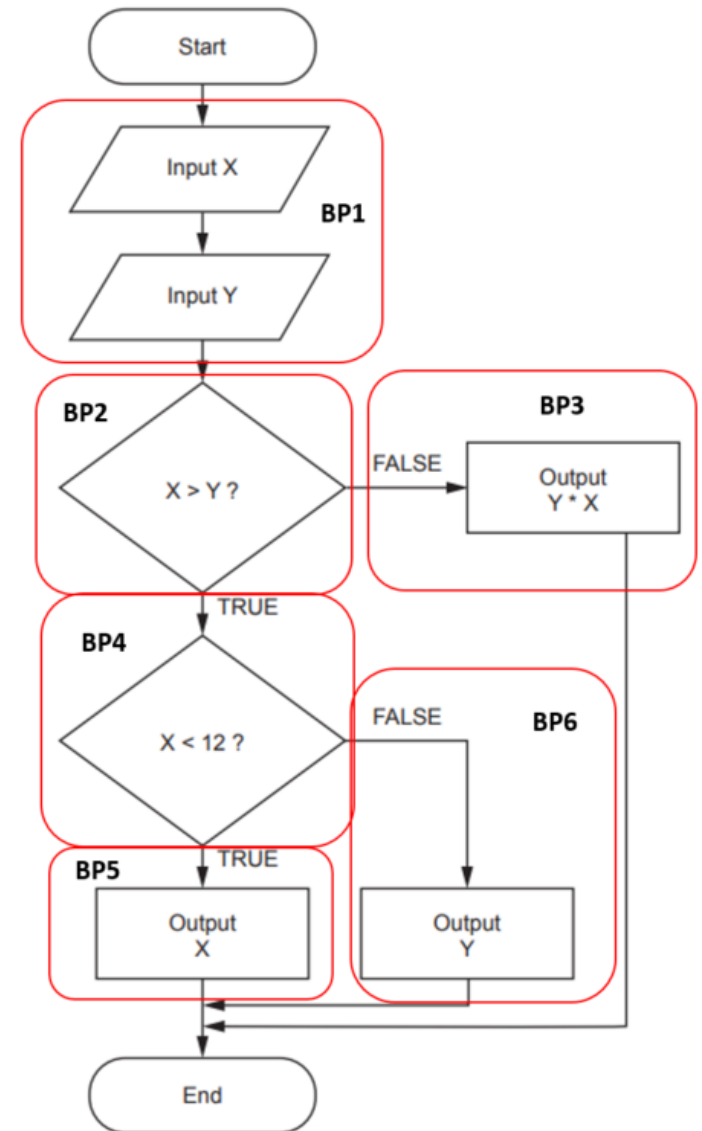 Start
Input X
BP1
Input Y
BP2
BP3
X > Y ?
FALSE
Output
Y * X
TRUE
BP4
X < 12 ?
FALSE
BP6
TRUE
BP5
Output
X
Output
Y
End